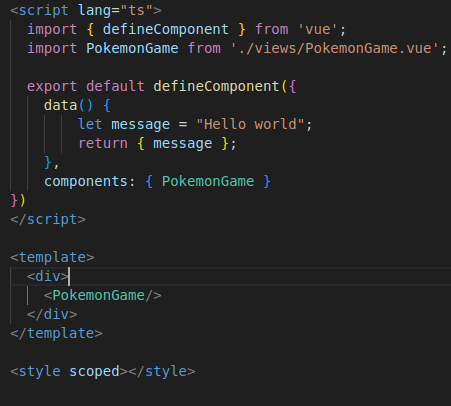 <script lang="ts">
  import { defineComponent } from 'vue';
  import PokemonGame from './views/PokemonGame.vue';

  export default defineComponent({
    data() {
        let message = "Hello world";
        return { message };
    },
    components: { PokemonGame }
})
</script>

<template>
  <div>
    <PokemonGame/>
  </div>
</template>

<style scoped></style>